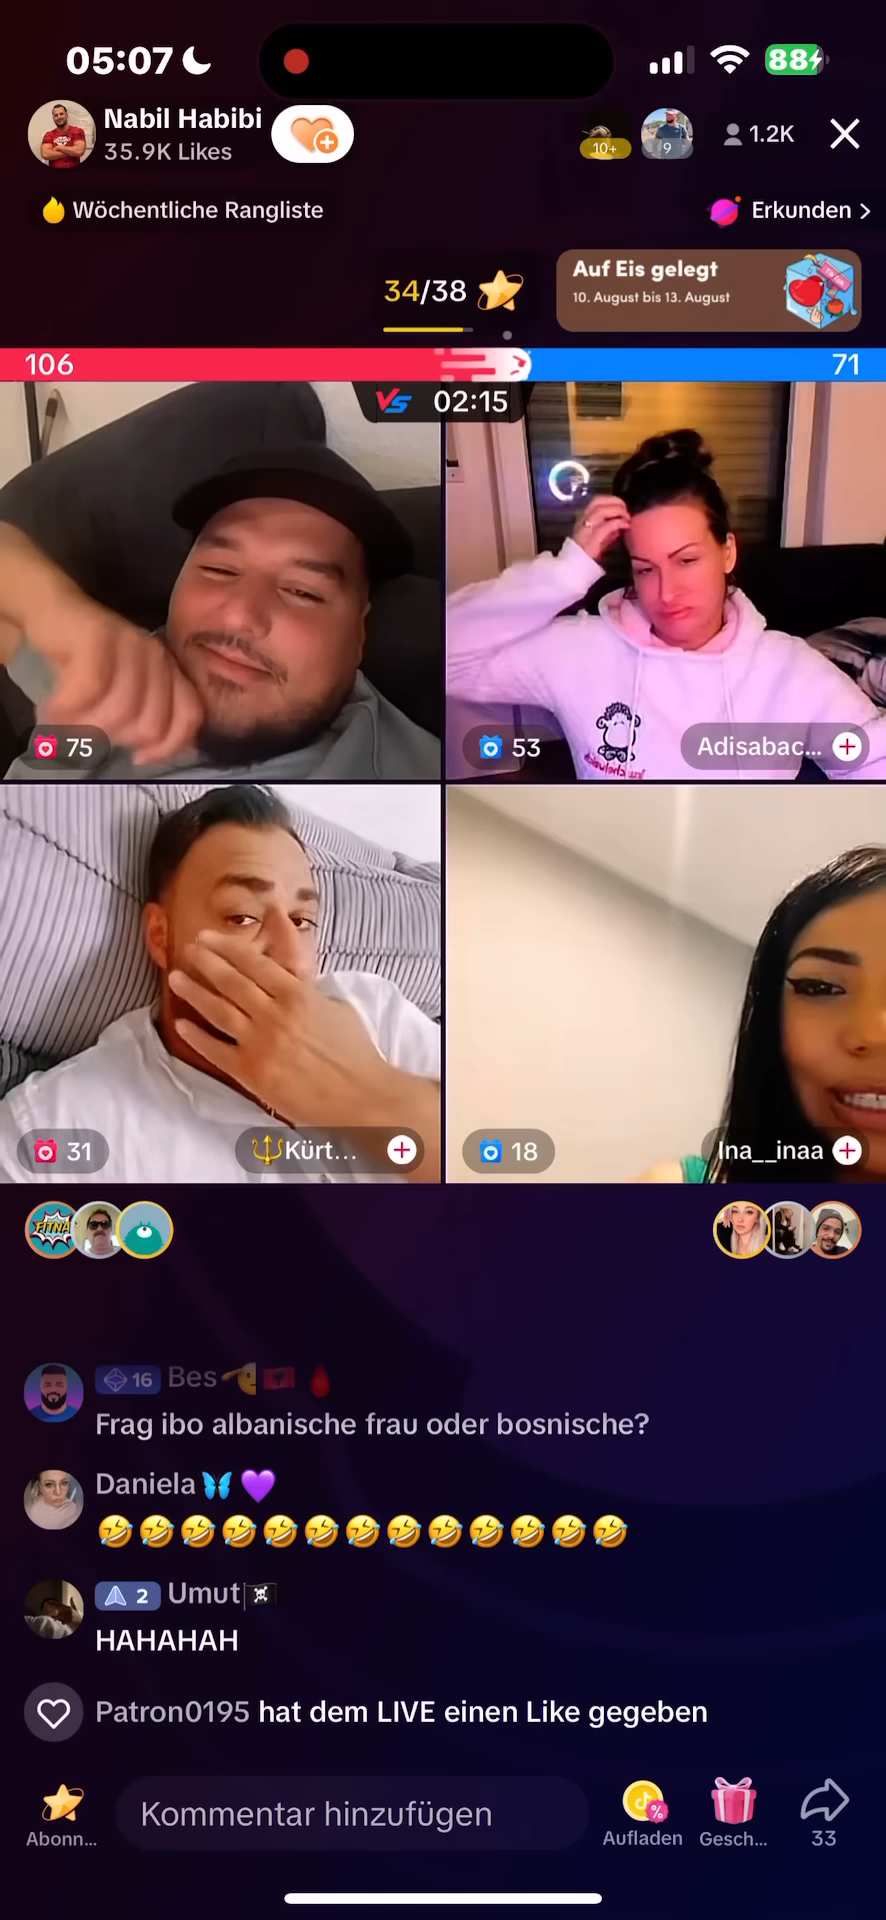 05:07
88
Nabil Habibi
35.9K Likes
10+
9
1.2K
Wöchentliche Rangliste
Erkunden >
34/38
Auf Eis gelegt
10. August bis 13. August
106
71
VS 02:15
75
53
Adisabac...
31
🔱Kürt...
18
Ina__inaa
FITNA
16 Bes🫡🇦🇱🩸
Frag ibo albanische frau oder bosnische?
Daniela🦋💜
🤣🤣🤣🤣🤣🤣🤣🤣🤣🤣🤣🤣🤣
2 Umut🏴‍☠️
HAHAHAH
Patron0195 hat dem LIVE einen Like gegeben
Abonn...
Kommentar hinzufügen
Aufladen
Gesch...
33